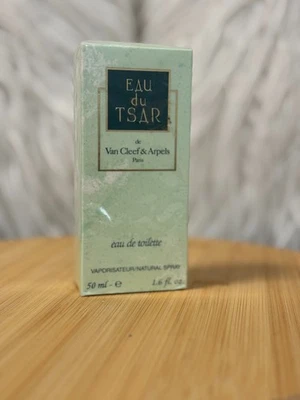 EAU
du
TSAR
de
Van Cleef & Arpels
Paris
eau de toilette
VAPORISATEUR/NATURAL SPRAY
50 ml - e 1.6 fl. oz.